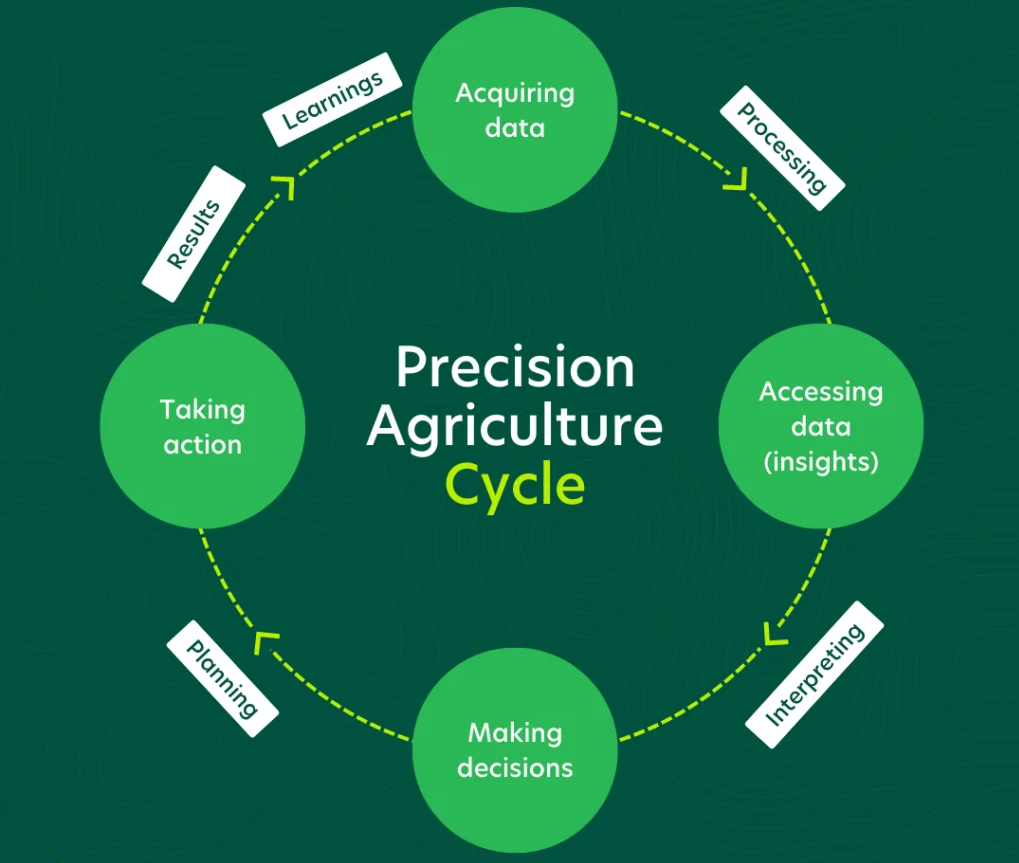 Learnings
Acquiring
data
Processing
Results
Precision
Agriculture
Cycle
Taking
action
Accessing
data
(insights)
Planning
Interpreting
Making
decisions